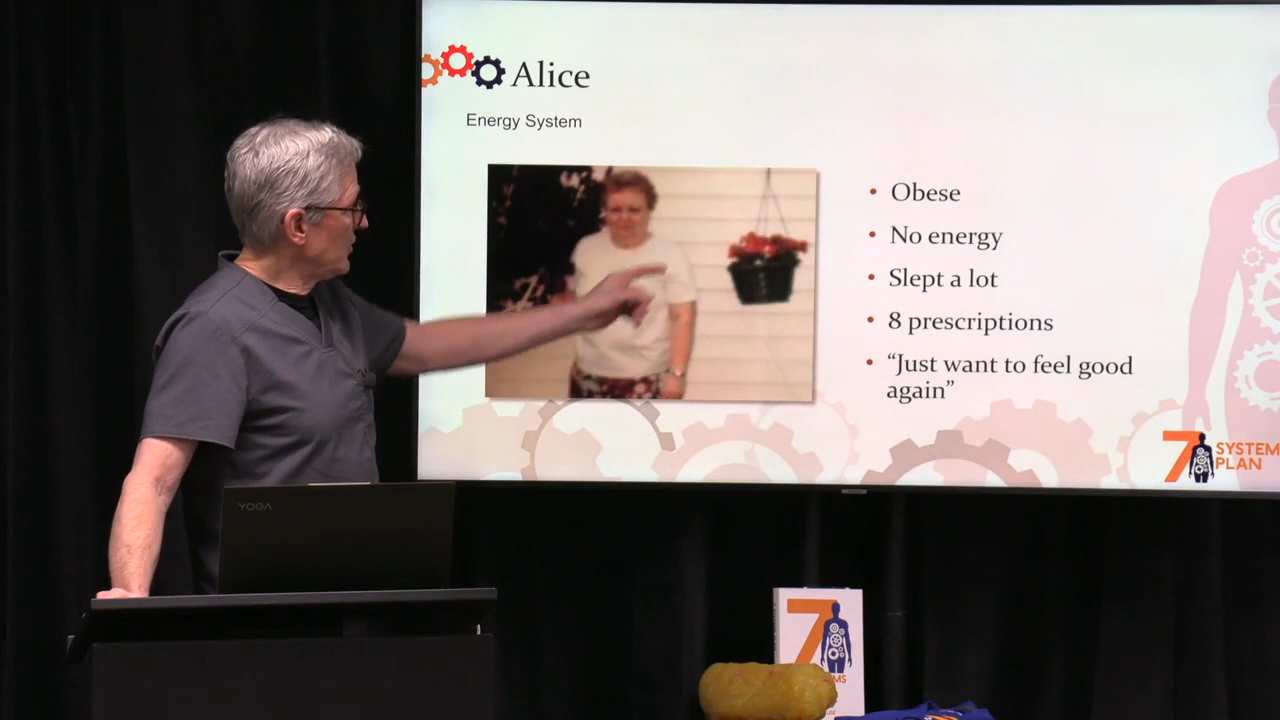 Alice
Energy System
• Obese
• No energy
• Slept a lot
• 8 prescriptions
• “Just want to feel good
again”
7 SYSTEM
PLAN
YOGA
7